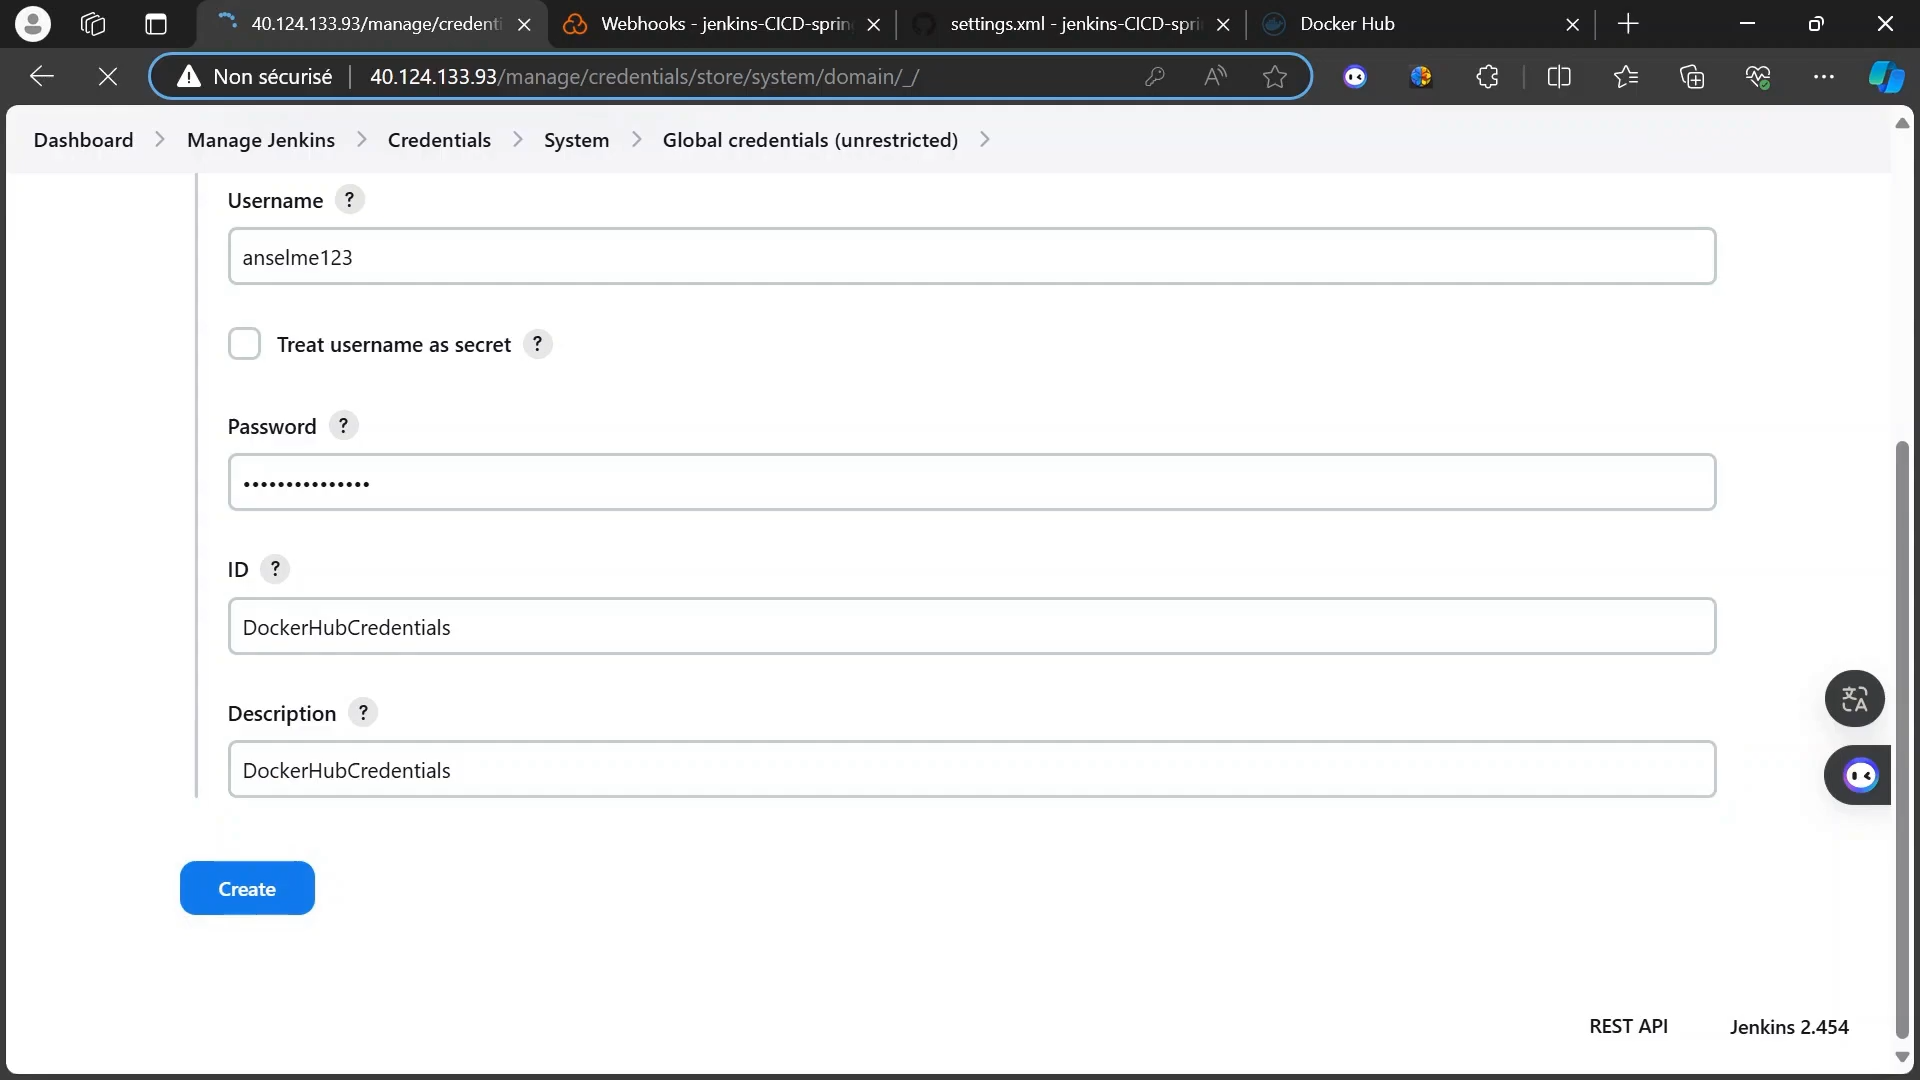 40.124.133.93/manage/credenti
Webhooks - jenkins-CICD-sprin
settings.xml - jenkins-CICD-spri
Docker Hub
Non sécurisé
40.124.133.93/manage/credentials/store/system/domain/_/
Dashboard > Manage Jenkins > Credentials > System > Global credentials (unrestricted) >
Username ?
anselme123
Treat username as secret ?
Password ?
•••••••••••••••
ID ?
DockerHubCredentials
Description ?
DockerHubCredentials
Create
REST API
Jenkins 2.454